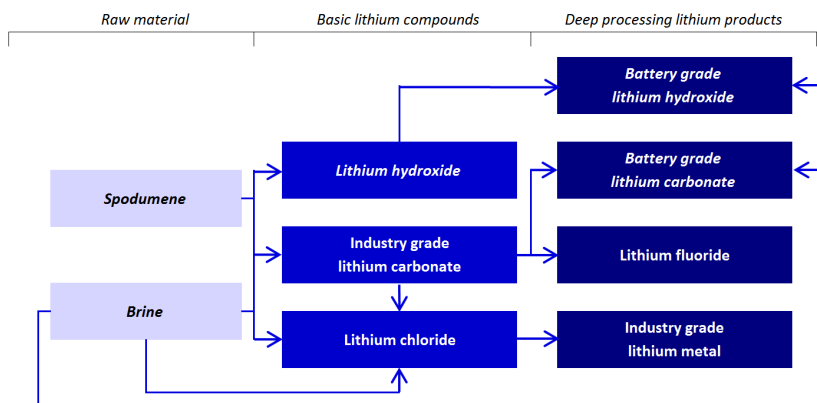 Raw material
Basic lithium compounds
Deep processing lithium products
Battery grade
lithium hydroxide
Lithium hydroxide
Battery grade
lithium carbonate
Spodumene
Industry grade
lithium carbonate
Lithium fluoride
Brine
Lithium chloride
Industry grade
lithium metal